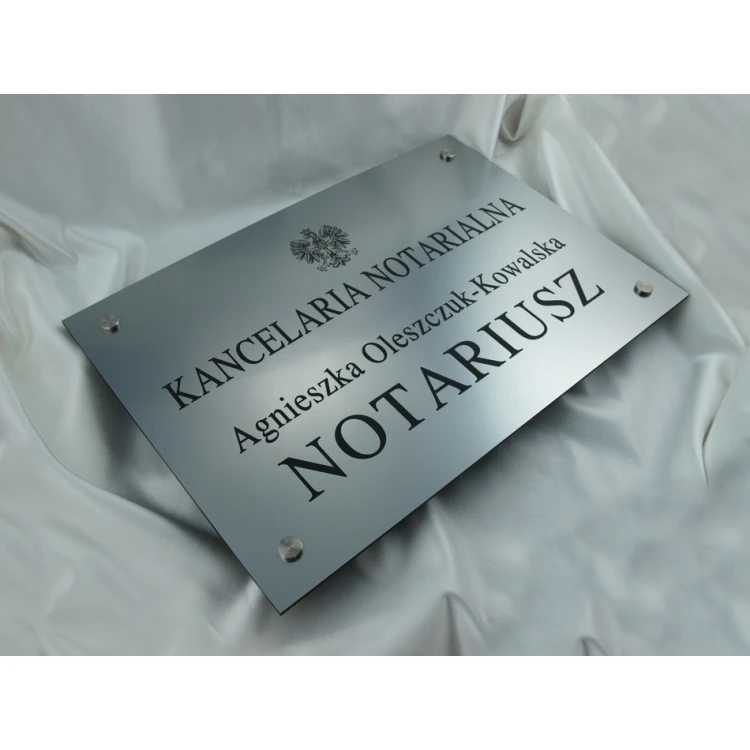 KANCELARIA NOTARIALNA
Agnieszka Oleszczuk-Kowalska
NOTARIUSZ